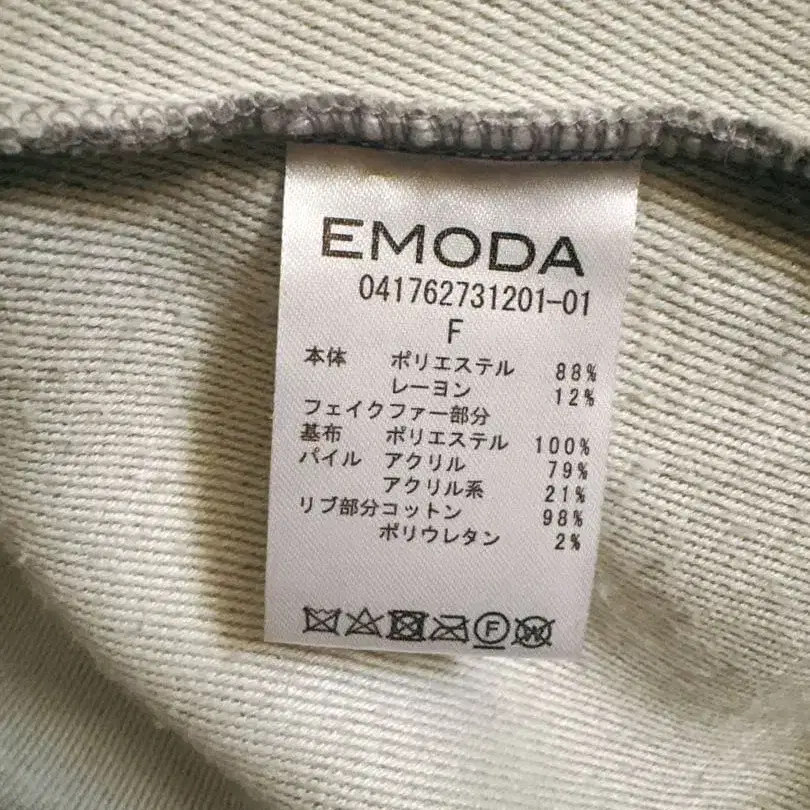 EMODA
041762731201-01
F
本体 ポリエステル 88%
レーヨン 12%
フェイクファー部分
基布 ポリエステル 100%
パイル アクリル 79%
アクリル系 21%
リブ部分コットン 98%
ポリウレタン 2%
F W